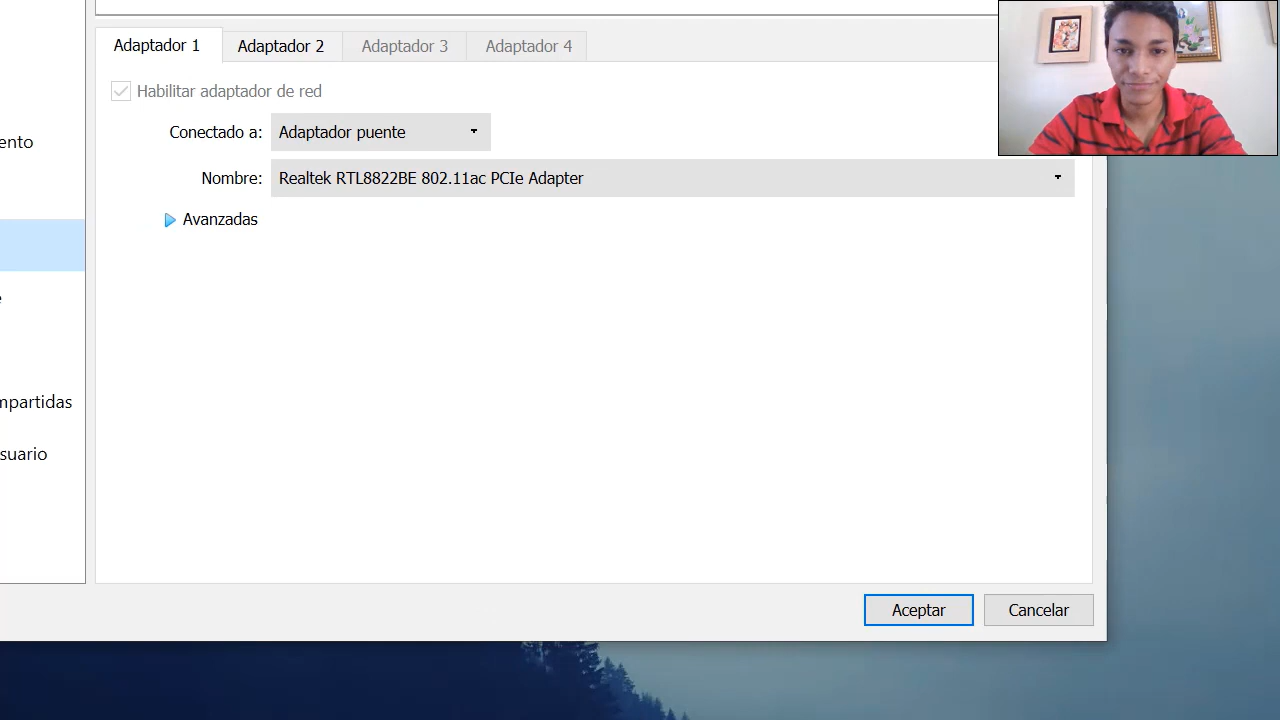 Adaptador 1 Adaptador 2 Adaptador 3 Adaptador 4
Habilitar adaptador de red
ento
Conectado a: Adaptador puente
Nombre: Realtek RTL8822BE 802.11ac PCIe Adapter
Avanzadas
e
mpartidas
suario
Aceptar Cancelar